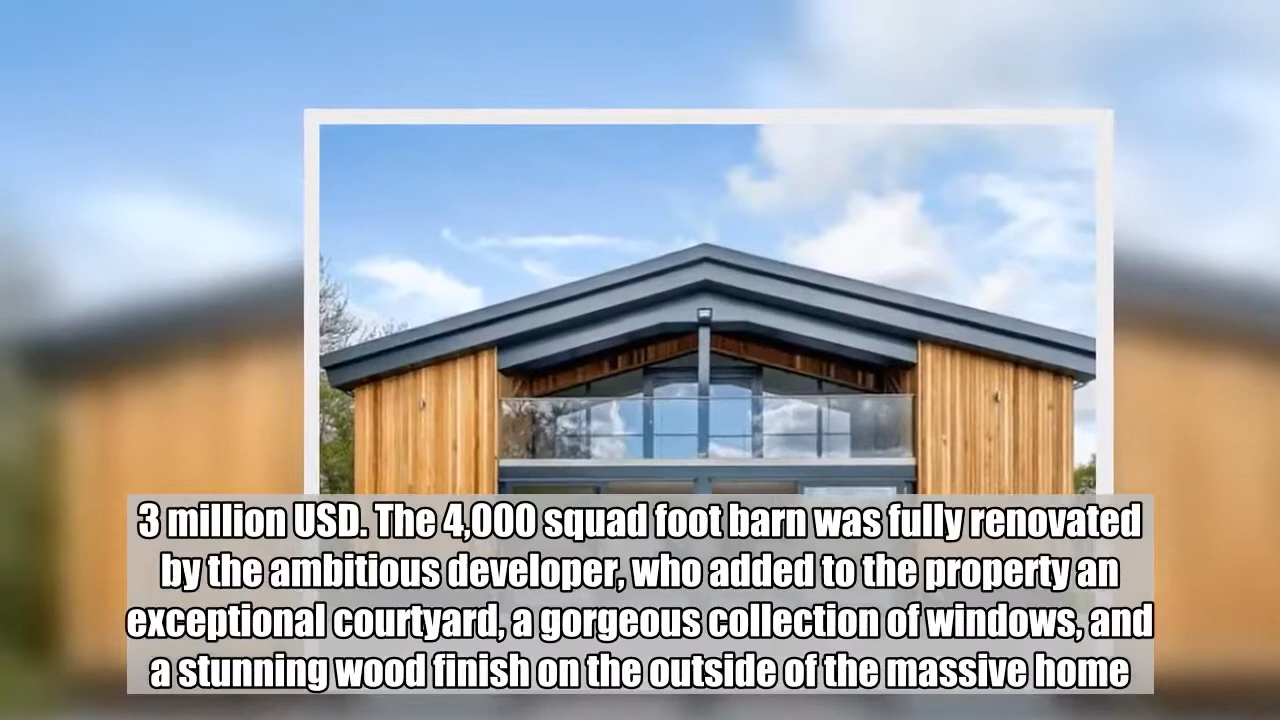 3 million USD. The 4,000 squad foot barn was fully renovated
by the ambitious developer, who added to the property an
exceptional courtyard, a gorgeous collection of windows, and
a stunning wood finish on the outside of the massive home